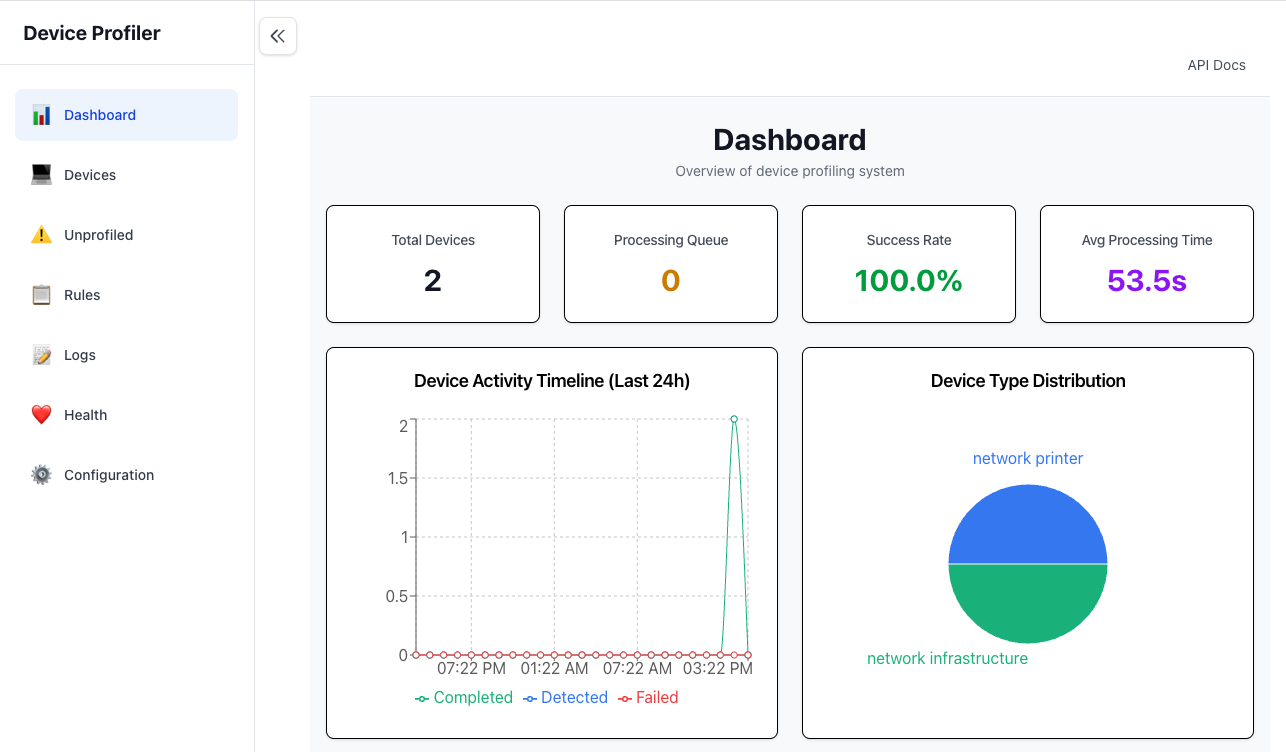 Device Profiler
API Docs
Dashboard
Devices
Unprofiled
Rules
Logs
Health
Configuration
Dashboard
Overview of device profiling system
Total Devices
2
Processing Queue
0
Success Rate
100.0%
Avg Processing Time
53.5s
Device Activity Timeline (Last 24h)
2
1.5
1
0.5
0
07:22 PM 01:22 AM 07:22 AM 03:22 PM
Completed Detected Failed
Device Type Distribution
network printer
network infrastructure